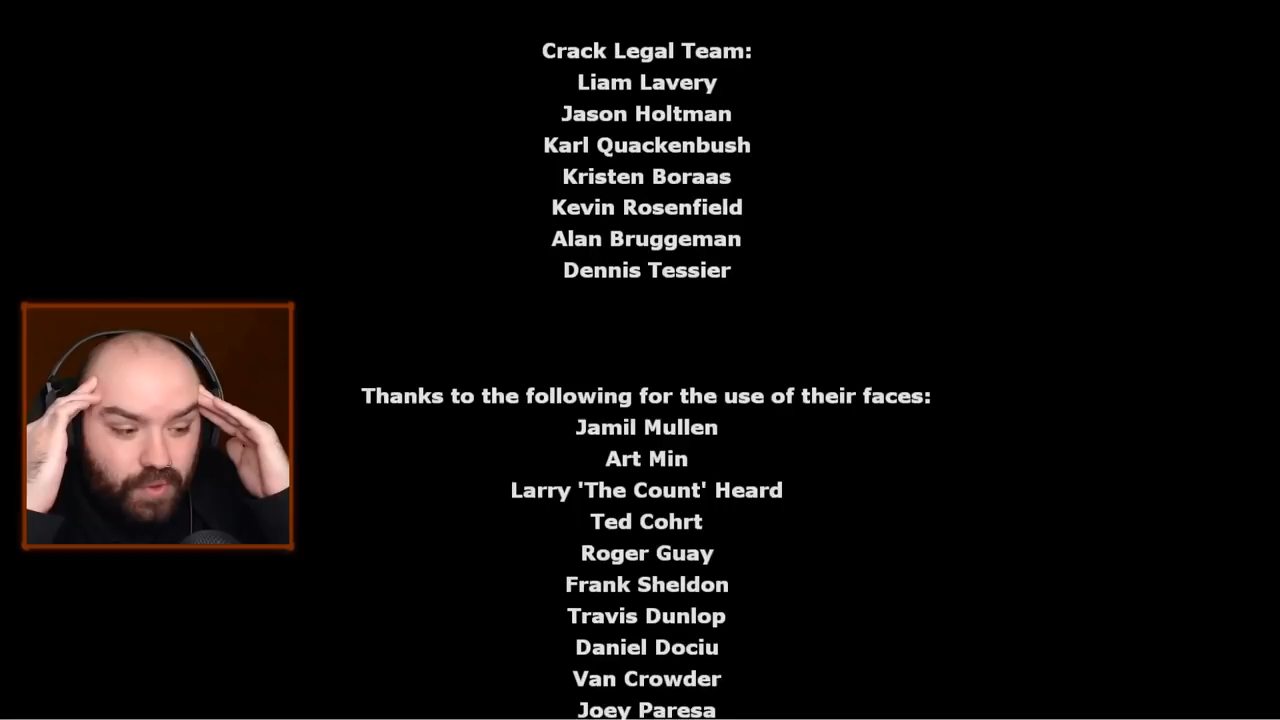 Crack Legal Team:
Liam Lavery
Jason Holtman
Karl Quackenbush
Kristen Boraas
Kevin Rosenfield
Alan Bruggeman
Dennis Tessier
Thanks to the following for the use of their faces:
Jamil Mullen
Art Min
Larry 'The Count' Heard
Ted Cohrt
Roger Guay
Frank Sheldon
Travis Dunlop
Daniel Dociu
Van Crowder
Joey Paresa